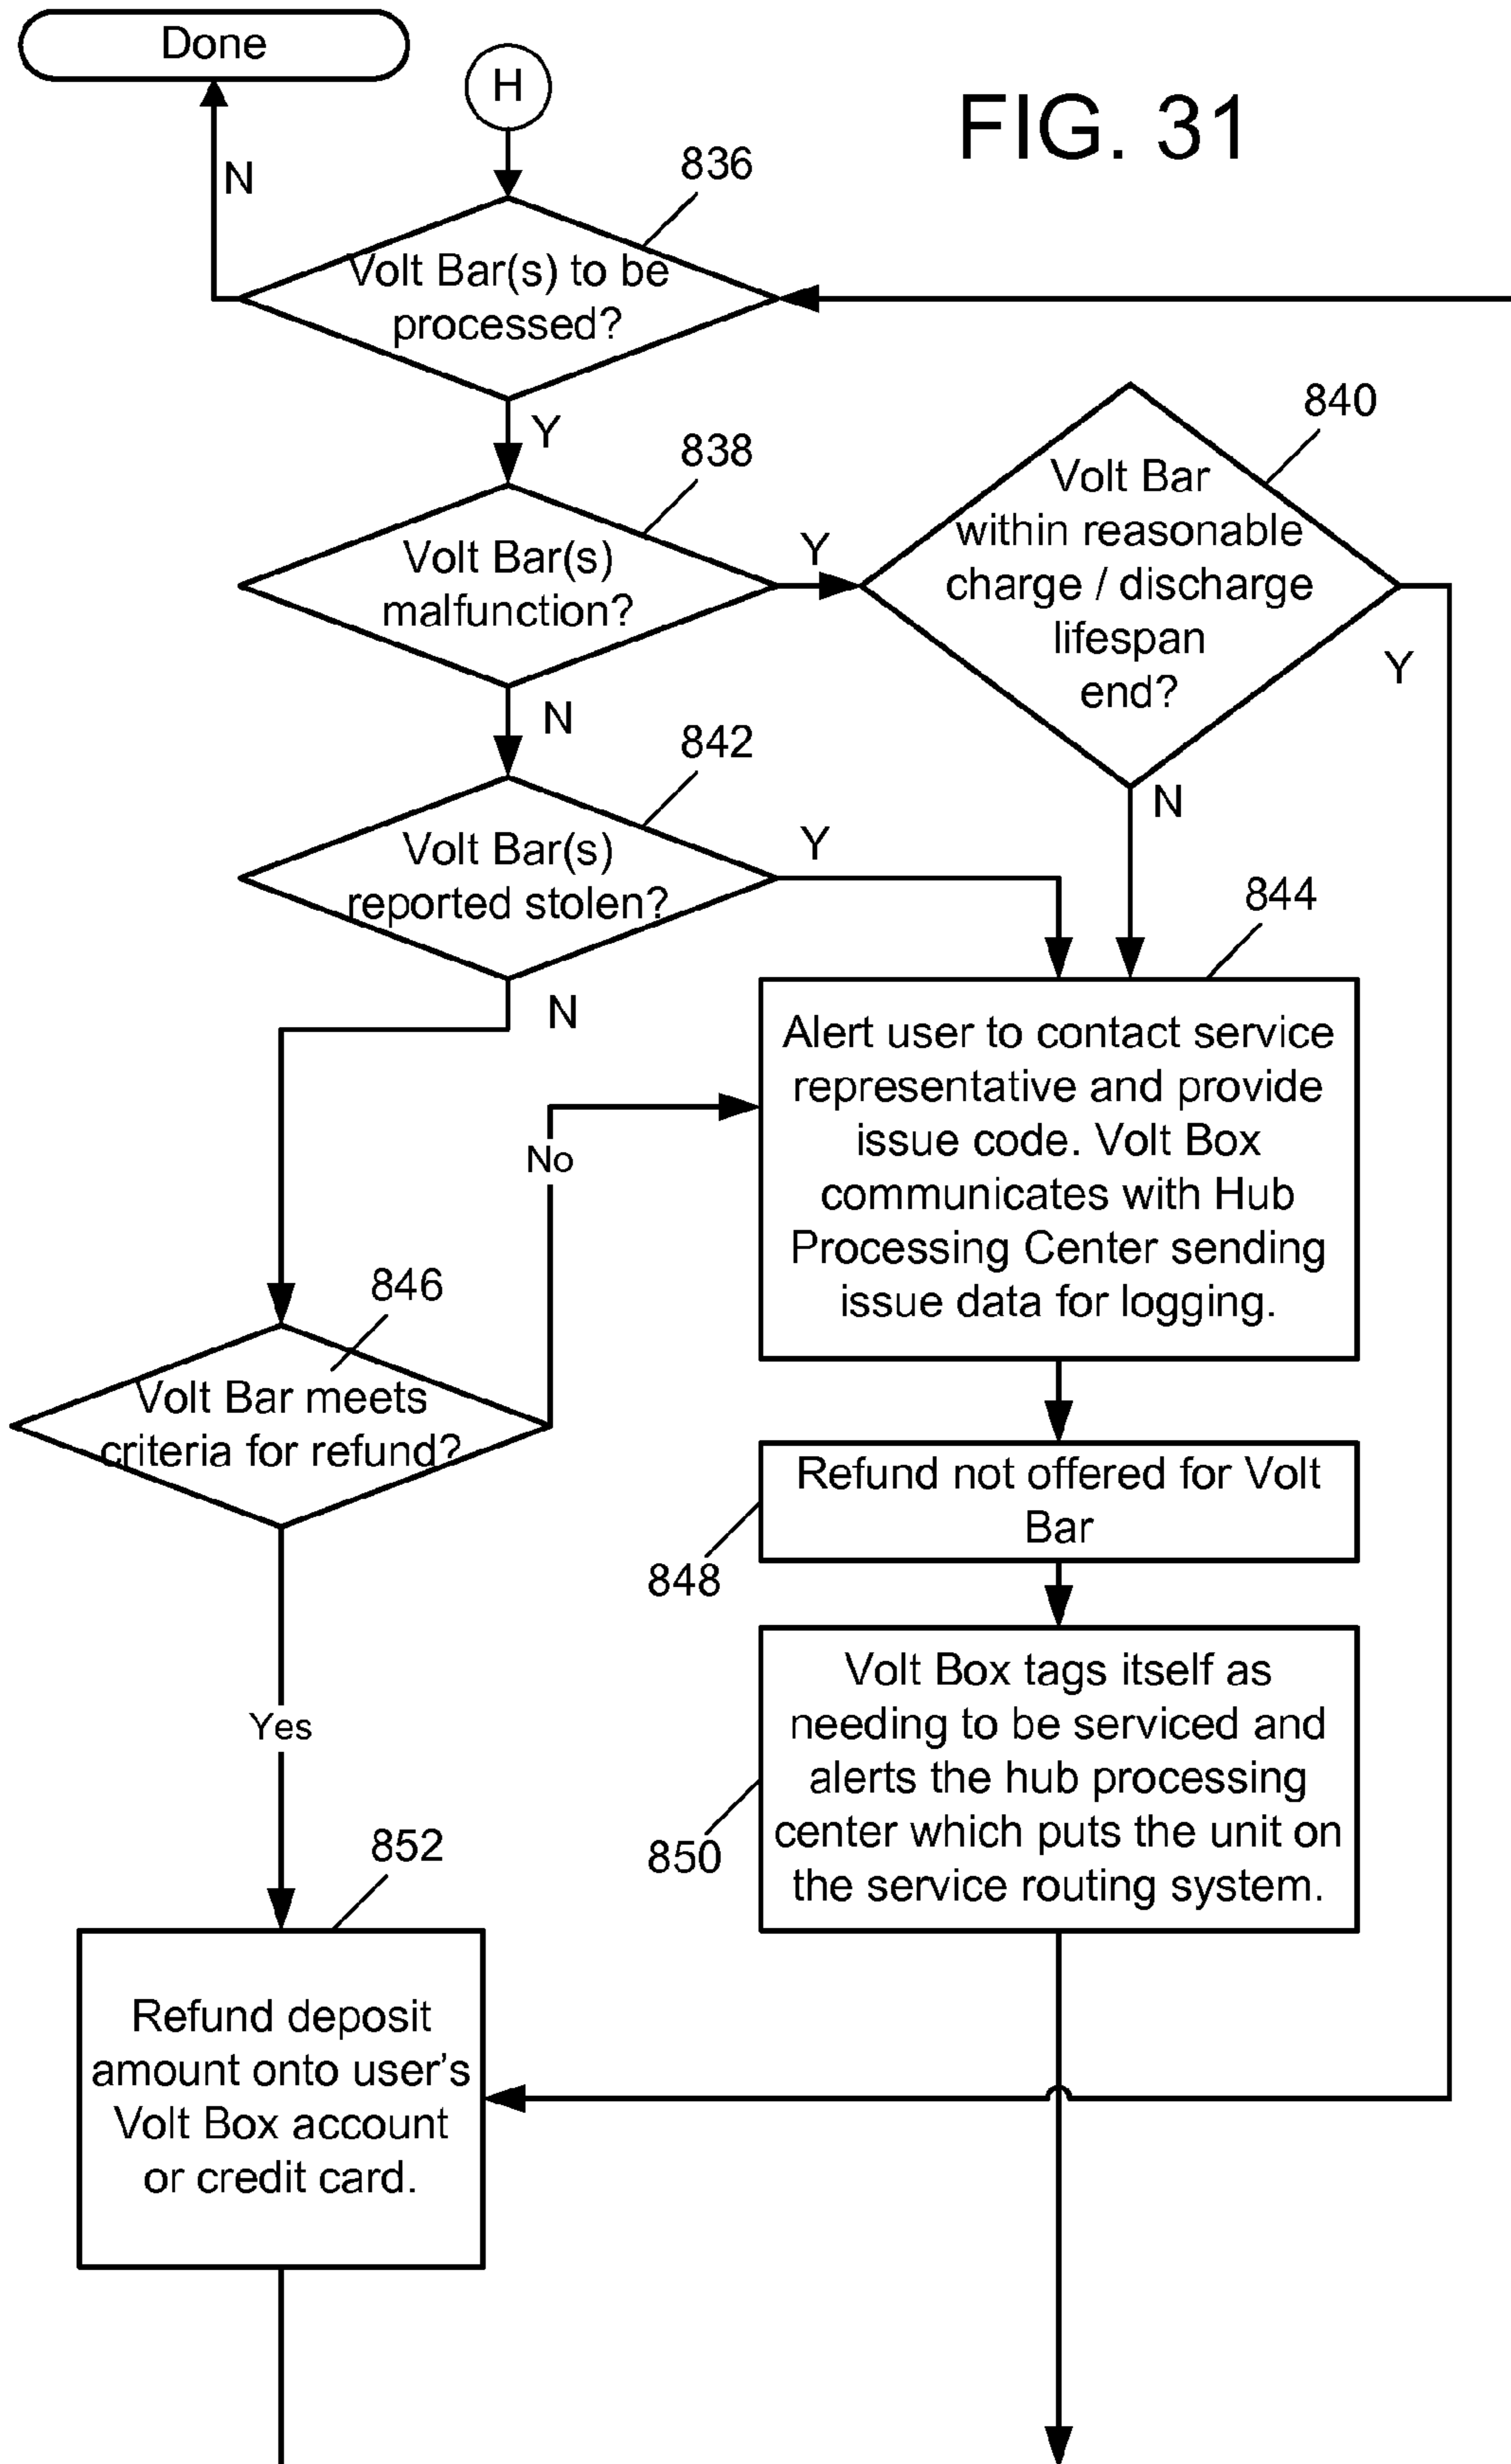 Done
H
FIG. 31
N
836
Volt Bar(s) to be
processed?
Y
838
840
Volt Bar(s)
malfunction?
Y
Volt Bar
within reasonable
charge / discharge
lifespan
end?
Y
N
N
842
Volt Bar(s)
reported stolen?
Y
N
844
Alert user to contact service
representative and provide
issue code. Volt Box
communicates with Hub
Processing Center sending
issue data for logging.
No
846
Volt Bar meets
criteria for refund?
Refund not offered for Volt
Bar
848
Yes
Volt Box tags itself as
needing to be serviced and
alerts the hub processing
center which puts the unit on
the service routing system.
850
852
Refund deposit
amount onto user's
Volt Box account
or credit card.